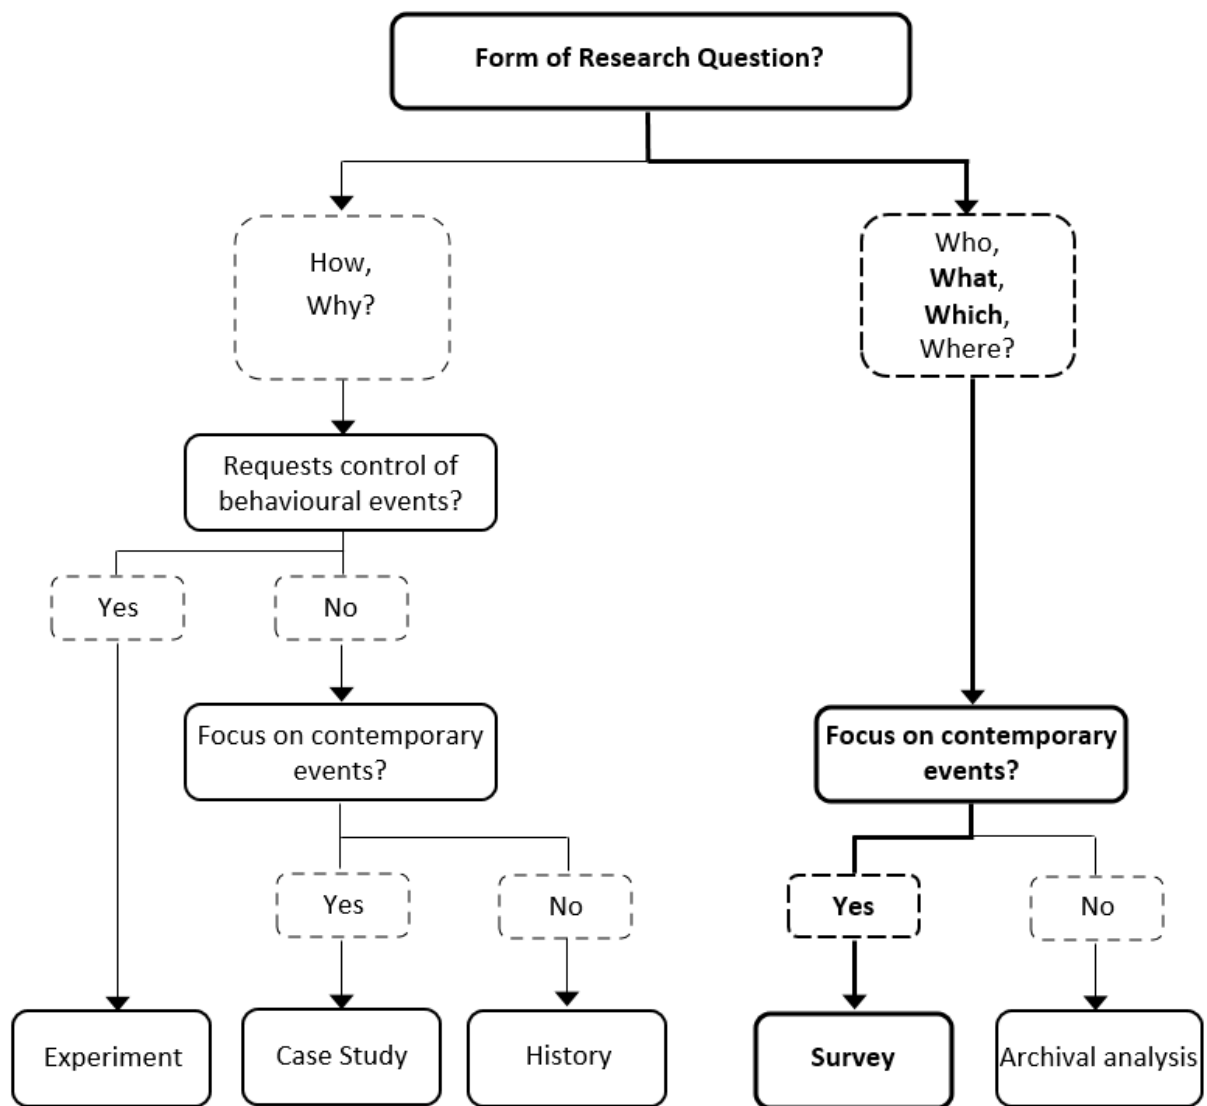 Form of Research Question?
How,
Why?
Who,
What,
Which,
Where?
Requests control of
behavioural events?
Yes
No
Focus on contemporary
events?
Focus on contemporary
events?
Yes
No
Yes
No
Experiment
Case Study
History
Survey
Archival analysis